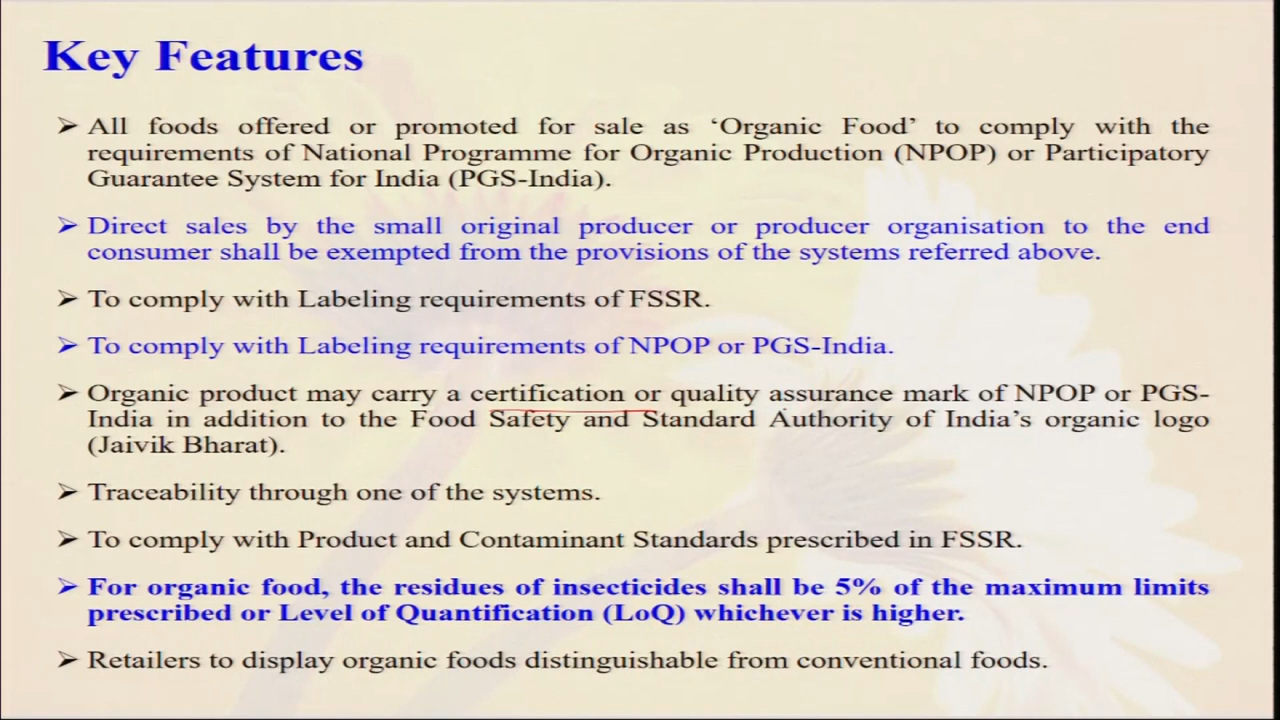 Key Features
➢ All foods offered or promoted for sale as ‘Organic Food’ to comply with the
requirements of National Programme for Organic Production (NPOP) or Participatory
Guarantee System for India (PGS-India).
➢ Direct sales by the small original producer or producer organisation to the end
consumer shall be exempted from the provisions of the systems referred above.
➢ To comply with Labeling requirements of FSSR.
➢ To comply with Labeling requirements of NPOP or PGS-India.
➢ Organic product may carry a certification or quality assurance mark of NPOP or PGS-
India in addition to the Food Safety and Standard Authority of India’s organic logo
(Jaivik Bharat).
➢ Traceability through one of the systems.
➢ To comply with Product and Contaminant Standards prescribed in FSSR.
➢ For organic food, the residues of insecticides shall be 5% of the maximum limits
prescribed or Level of Quantification (LoQ) whichever is higher.
➢ Retailers to display organic foods distinguishable from conventional foods.